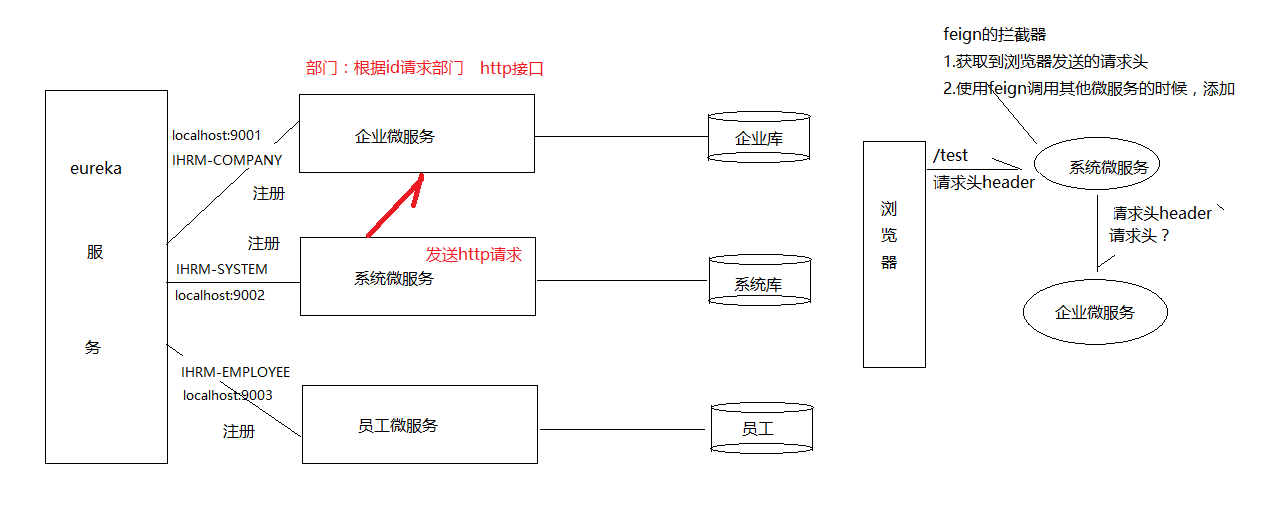 部门：根据id请求部门 http接口
eureka
服
务
localhost:9001
IHRM-COMPANY
注册
企业微服务
企业库
注册
IHRM-SYSTEM
localhost:9002
发送http请求
系统微服务
系统库
IHRM-EMPLOYEE
localhost:9003
注册
员工微服务
员工
feign的拦截器
1.获取到浏览器发送的请求头
2.使用feign调用其他微服务的时候，添加
浏
览
器
/test
请求头header
系统微服务
请求头header
请求头？
企业微服务